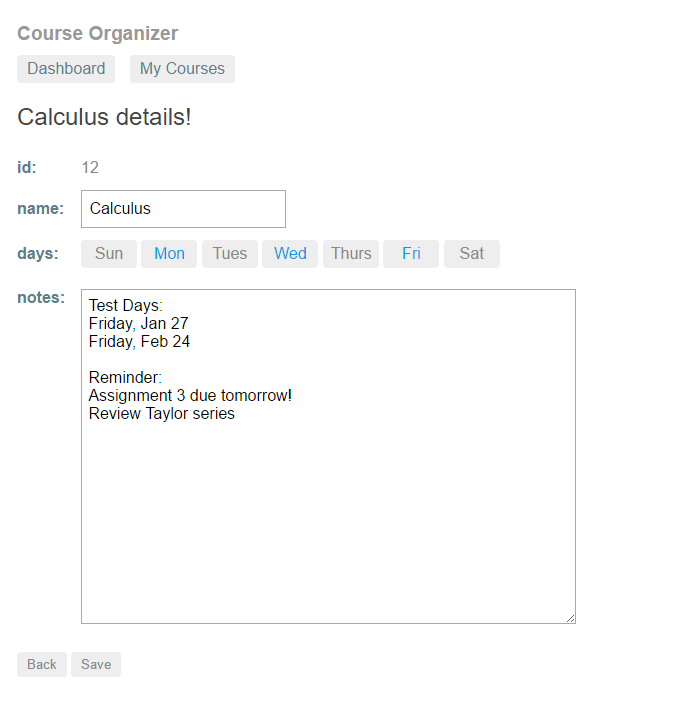 Course Organizer
Dashboard My Courses
Calculus details!
id: 12
name: Calculus
days: Sun Mon Tues Wed Thurs Fri Sat
notes: Test Days:
Friday, Jan 27
Friday, Feb 24
Reminder:
Assignment 3 due tomorrow!
Review Taylor series
Back Save